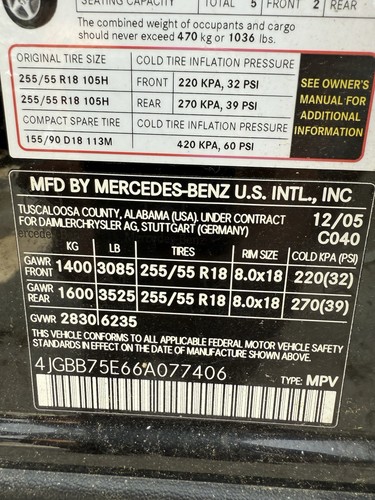 SEATING CAPACITY TOTAL 5 FRONT 2 REAR
The combined weight of occupants and cargo
should never exceed 470 kg or 1036 lbs.
ORIGINAL TIRE SIZE COLD TIRE INFLATION PRESSURE
255/55 R18 105H FRONT 220 KPA, 32 PSI
255/55 R18 105H REAR 270 KPA, 39 PSI
COMPACT SPARE TIRE COLD TIRE INFLATION PRESSURE
155/90 D18 113M 420 KPA, 60 PSI
SEE OWNER'S
MANUAL FOR
ADDITIONAL
INFORMATION
MFD BY MERCEDES-BENZ U.S. INTL., INC
TUSCALOOSA COUNTY, ALABAMA (USA). UNDER CONTRACT 12/05
FOR DAIMLERCHRYSLER AG, STUTTGART (GERMANY) C040
KG LB TIRES RIM SIZE COLD KPA (PSI)
GAWR FRONT 1400 3085 255/55 R18 8.0x18 220(32)
GAWR REAR 1600 3525 255/55 R18 8.0x18 270(39)
GVWR 2830 6235
THIS VEHICLE CONFORMS TO ALL APPLICABLE FEDERAL MOTOR VEHICLE SAFETY
STANDARDS IN EFFECT ON THE DATE OF MANUFACTURE SHOWN ABOVE.
4JGBB75E66A077406 TYPE: MPV